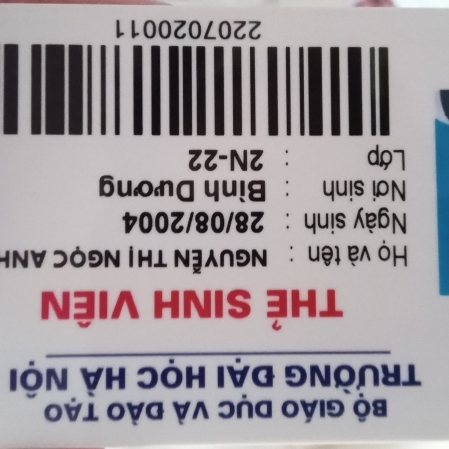 BỘ GIÁO DỤC VÀ ĐÀO TẠO
TRƯỜNG ĐẠI HỌC HÀ NỘI
THẺ SINH VIÊN
Họ và tên : NGUYỄN THỊ NGỌC ANH
Ngày sinh : 28/08/2004
Nơi sinh : Bình Dương
Lớp : 2N-22
2207020011